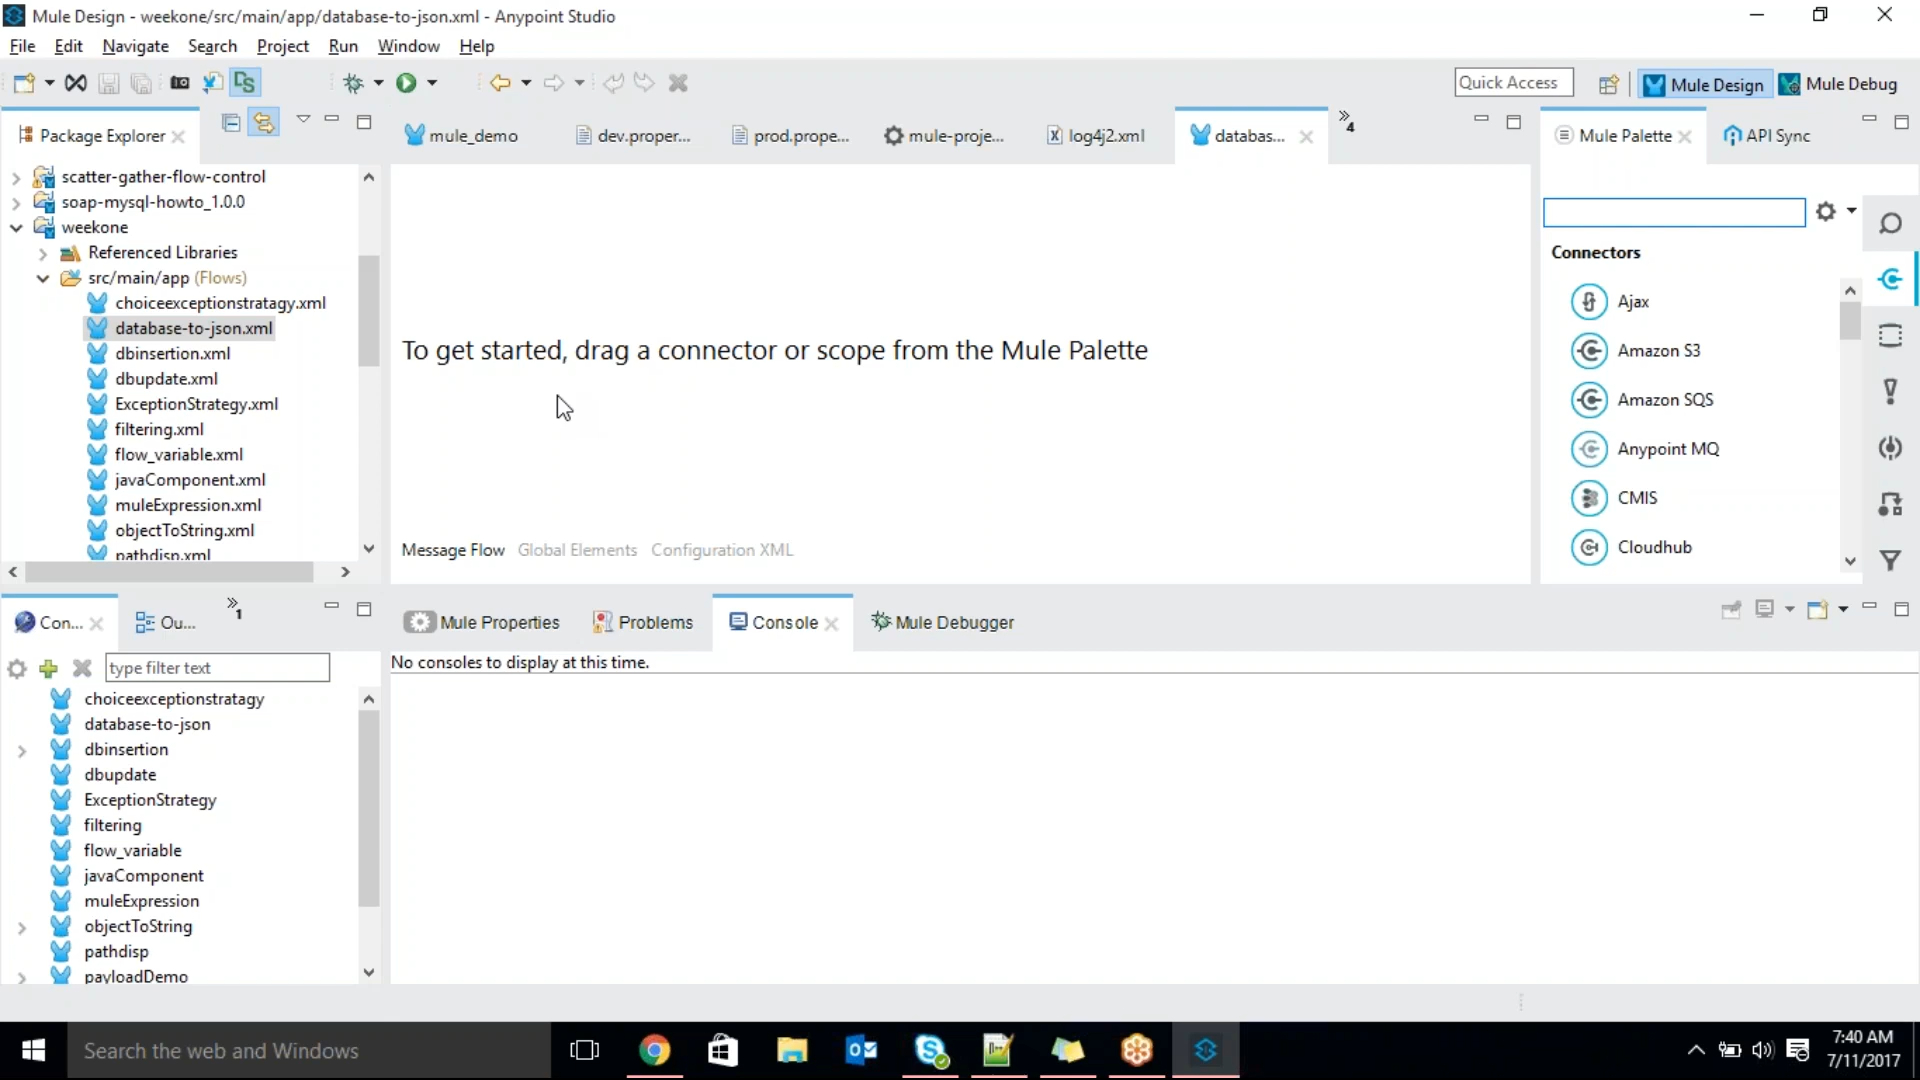 Mule Design - weekone/src/main/app/database-to-json.xml - Anypoint Studio
File Edit Navigate Search Project Run Window Help
Quick Access
Mule Design
Mule Debug
Package Explorer
mule_demo
dev.proper...
prod.prope...
mule-proje...
log4j2.xml
databas...
4
Mule Palette
API Sync
scatter-gather-flow-control
soap-mysql-howto_1.0.0
weekone
Referenced Libraries
src/main/app (Flows)
choiceexceptionstratagy.xml
database-to-json.xml
dbinsertion.xml
dbupdate.xml
ExceptionStrategy.xml
filtering.xml
flow_variable.xml
javaComponent.xml
muleExpression.xml
objectToString.xml
pathdisp.xml
To get started, drag a connector or scope from the Mule Palette
Message Flow Global Elements Configuration XML
Connectors
Ajax
Amazon S3
Amazon SQS
Anypoint MQ
CMIS
Cloudhub
Con...
Ou...
1
type filter text
choiceexceptionstratagy
database-to-json
dbinsertion
dbupdate
ExceptionStrategy
filtering
flow_variable
javaComponent
muleExpression
objectToString
pathdisp
payloadDemo
Mule Properties
Problems
Console
Mule Debugger
No consoles to display at this time.
Search the web and Windows
7:40 AM
7/11/2017